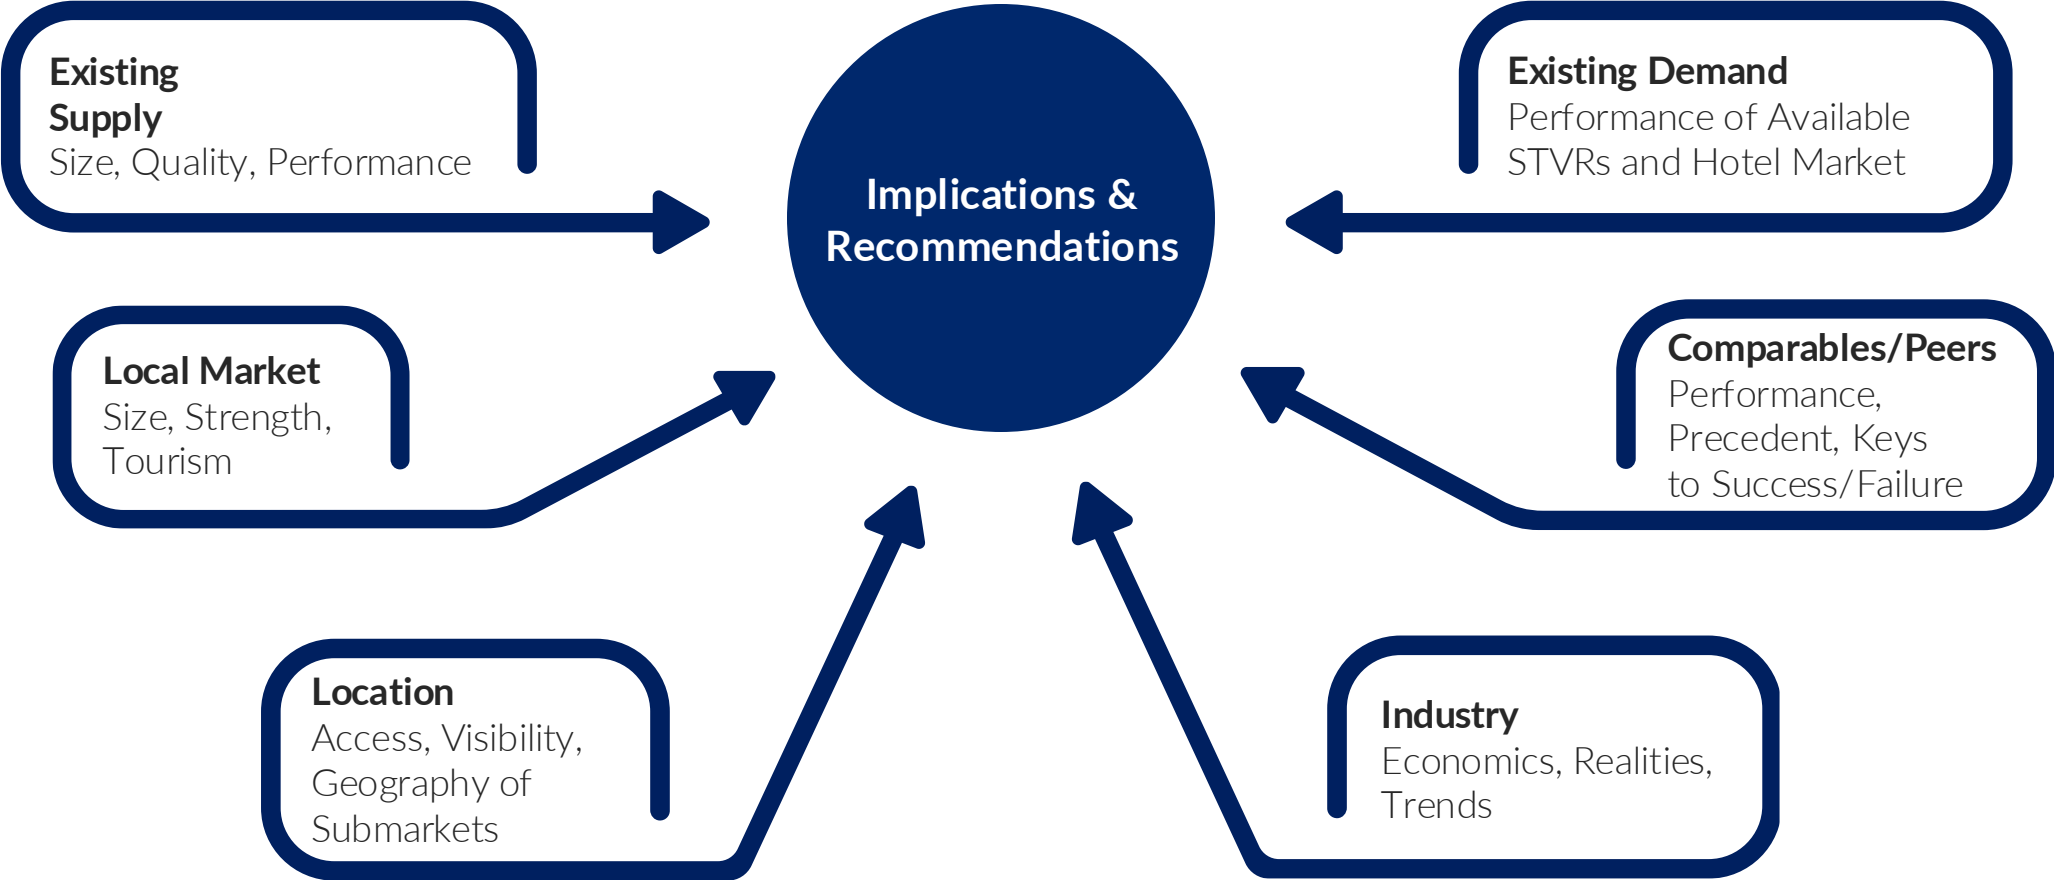 Existing
Supply
Size, Quality, Performance
Implications &
Recommendations
Existing Demand
Performance of Available
STVRs and Hotel Market
Local Market
Size, Strength,
Tourism
Comparables/Peers
Performance,
Precedent, Keys
to Success/Failure
Location
Access, Visibility,
Geography of
Submarkets
Industry
Economics, Realities,
Trends